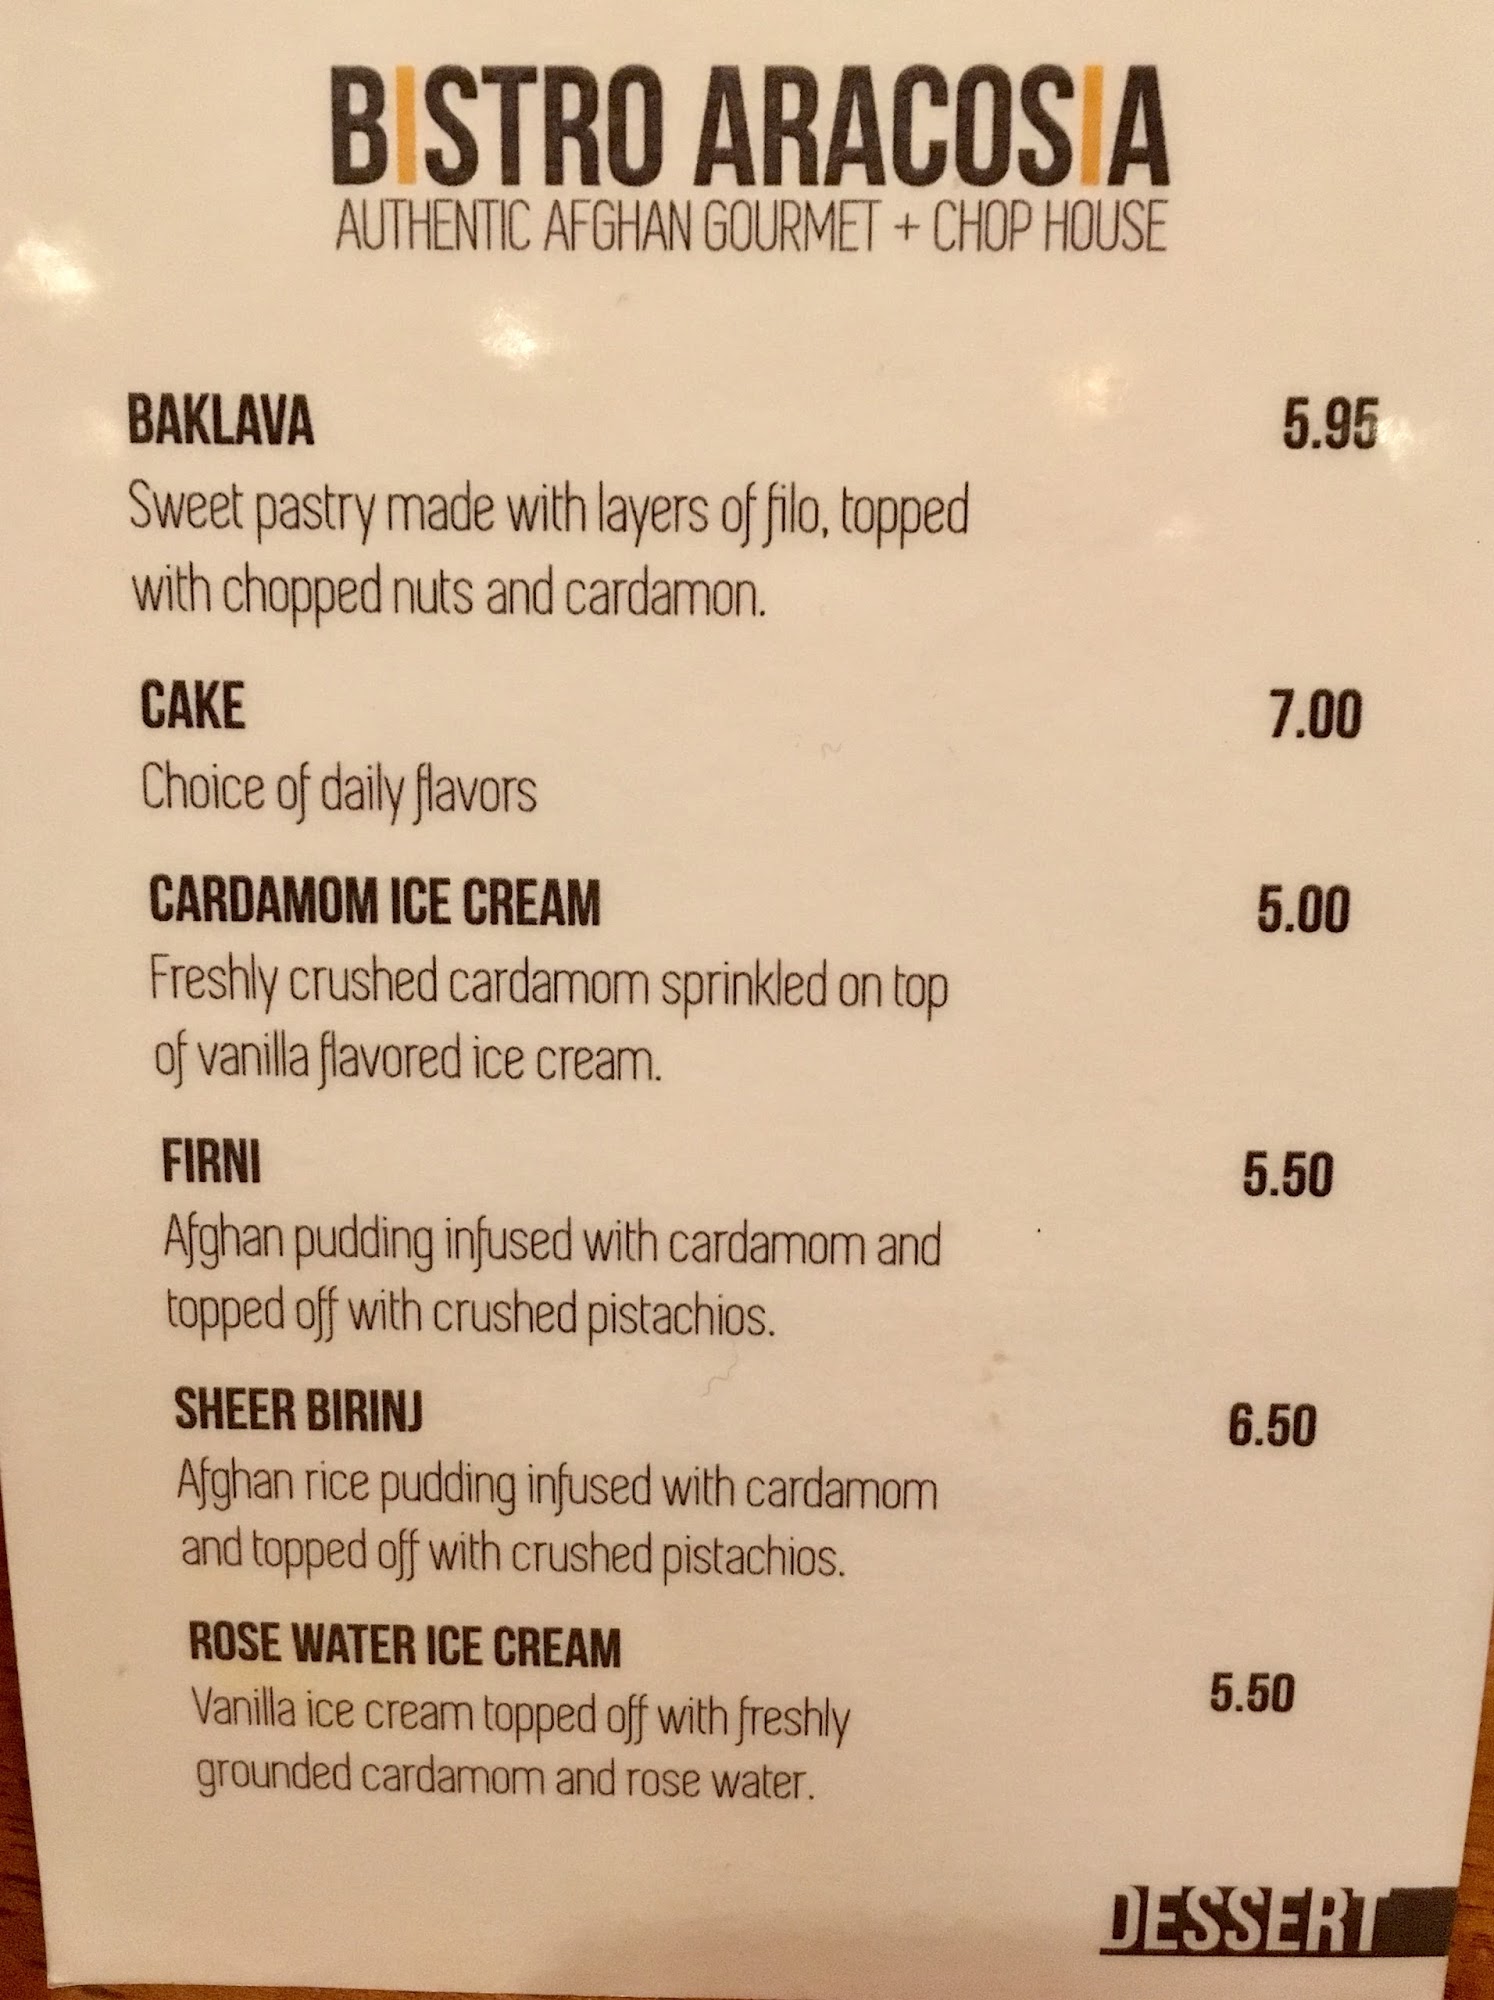 BISTRO ARACOSIA
AUTHENTIC AFGHAN GOURMET + CHOP HOUSE
BAKLAVA 5.95
Sweet pastry made with layers of filo, topped
with chopped nuts and cardamon.
CAKE 7.00
Choice of daily flavors
CARDAMOM ICE CREAM 5.00
Freshly crushed cardamom sprinkled on top
of vanilla flavored ice cream.
FIRNI 5.50
Afghan pudding infused with cardamom and
topped off with crushed pistachios.
SHEER BIRINJ 6.50
Afghan rice pudding infused with cardamom
and topped off with crushed pistachios.
ROSE WATER ICE CREAM 5.50
Vanilla ice cream topped off with freshly
grounded cardamom and rose water.
DESSERT